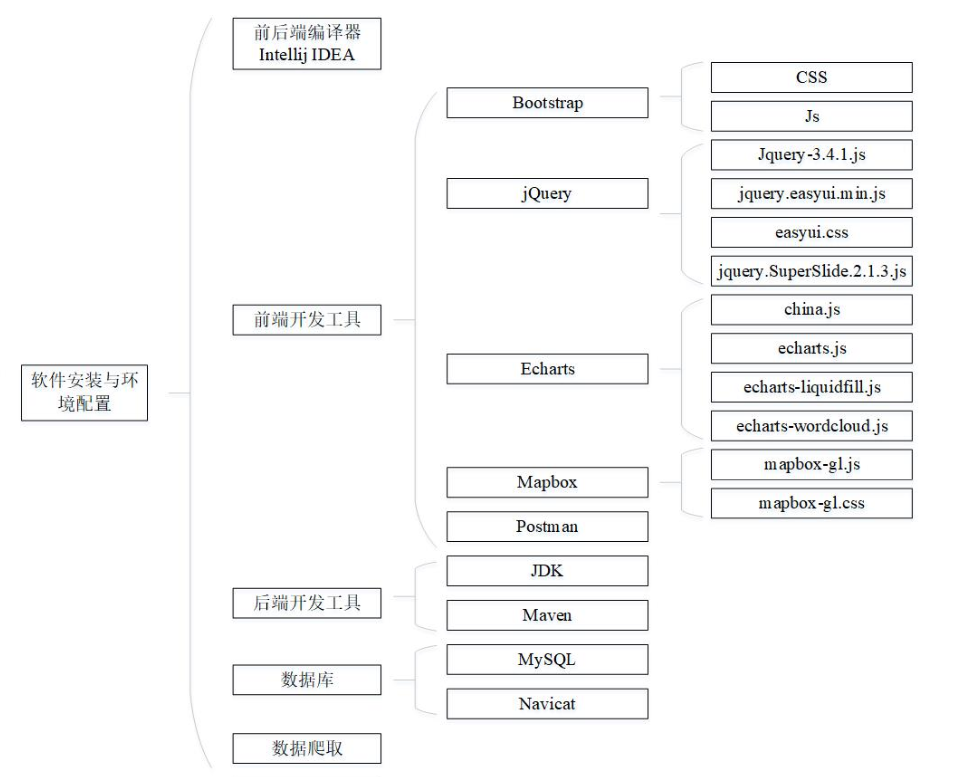 软件安装与环
境配置
前后端编译器
Intellij IDEA
前端开发工具
Bootstrap
CSS
Js
jQuery
Jquery-3.4.1.js
jquery.easyui.min.js
easyui.css
jquery.SuperSlide.2.1.3.js
Echarts
china.js
echarts.js
echarts-liquidfill.js
echarts-wordcloud.js
Mapbox
mapbox-gl.js
mapbox-gl.css
Postman
后端开发工具
JDK
Maven
数据库
MySQL
Navicat
数据爬取